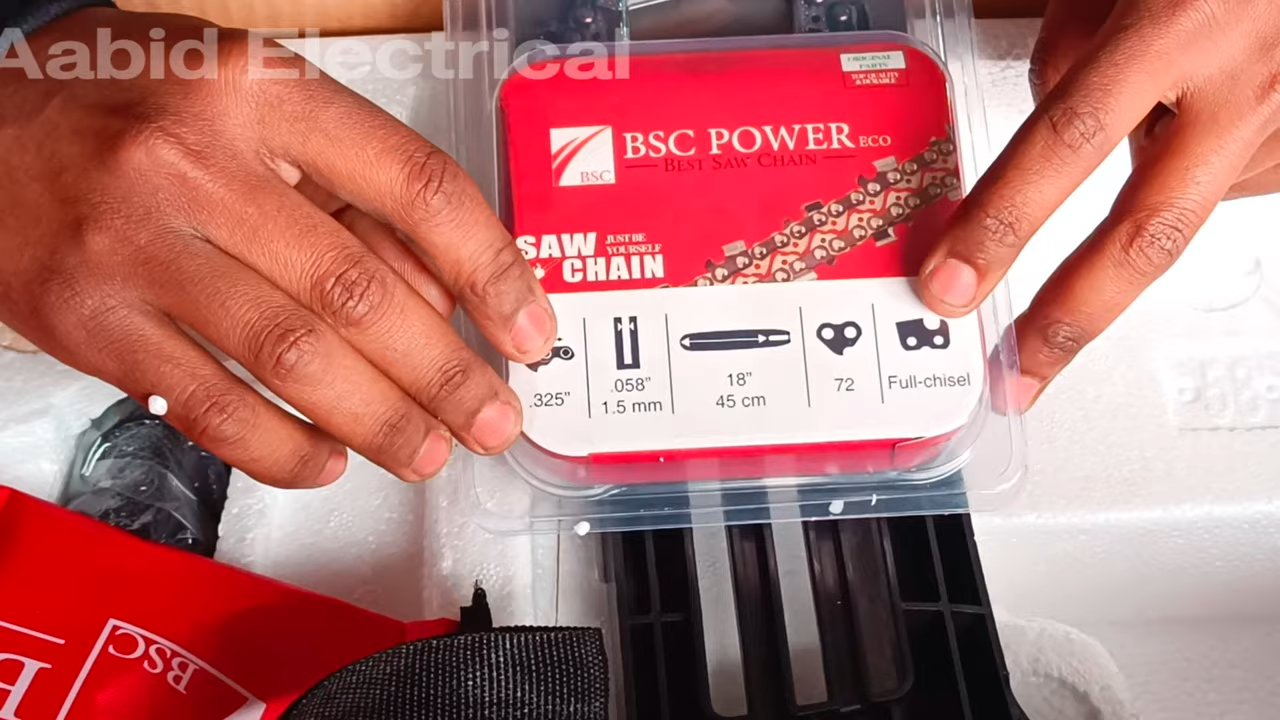 Aabid Electrical
ORIGINAL
PARTS
TOP QUALITY
& DURABLE
BSC
BSC POWER ECO
BEST SAW CHAIN
SAW
CHAIN
JUST BE
YOURSELF
.325”
.058”
1.5 mm
18”
45 cm
72
Full-chisel
BSC